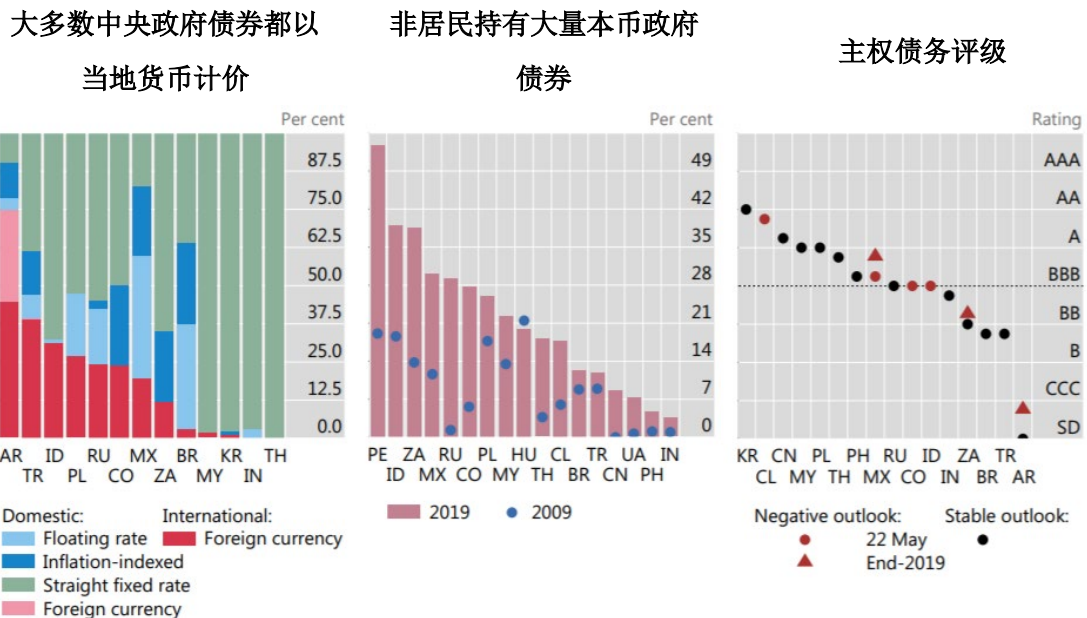 大多数中央政府债券都以
当地货币计价
Per cent
87.5
75.0
62.5
50.0
37.5
25.0
12.5
0.0
AR ID RU MX BR KR TH
TR PL CO ZA MY IN
Domestic:
Floating rate
Inflation-indexed
Straight fixed rate
Foreign currency
International:
Foreign currency
非居民持有大量本币政府
债券
Per cent
49
42
35
28
21
14
7
0
PE ZA RU PL HU CL TR UA IN
ID MX CO MY TH BR CN PH
2019
2009
主权债务评级
Rating
AAA
AA
A
BBB
BB
B
CCC
SD
KR CN PL PH RU ID ZA TR
CL MY TH MX CO IN BR AR
Negative outlook:
22 May
End-2019
Stable outlook: